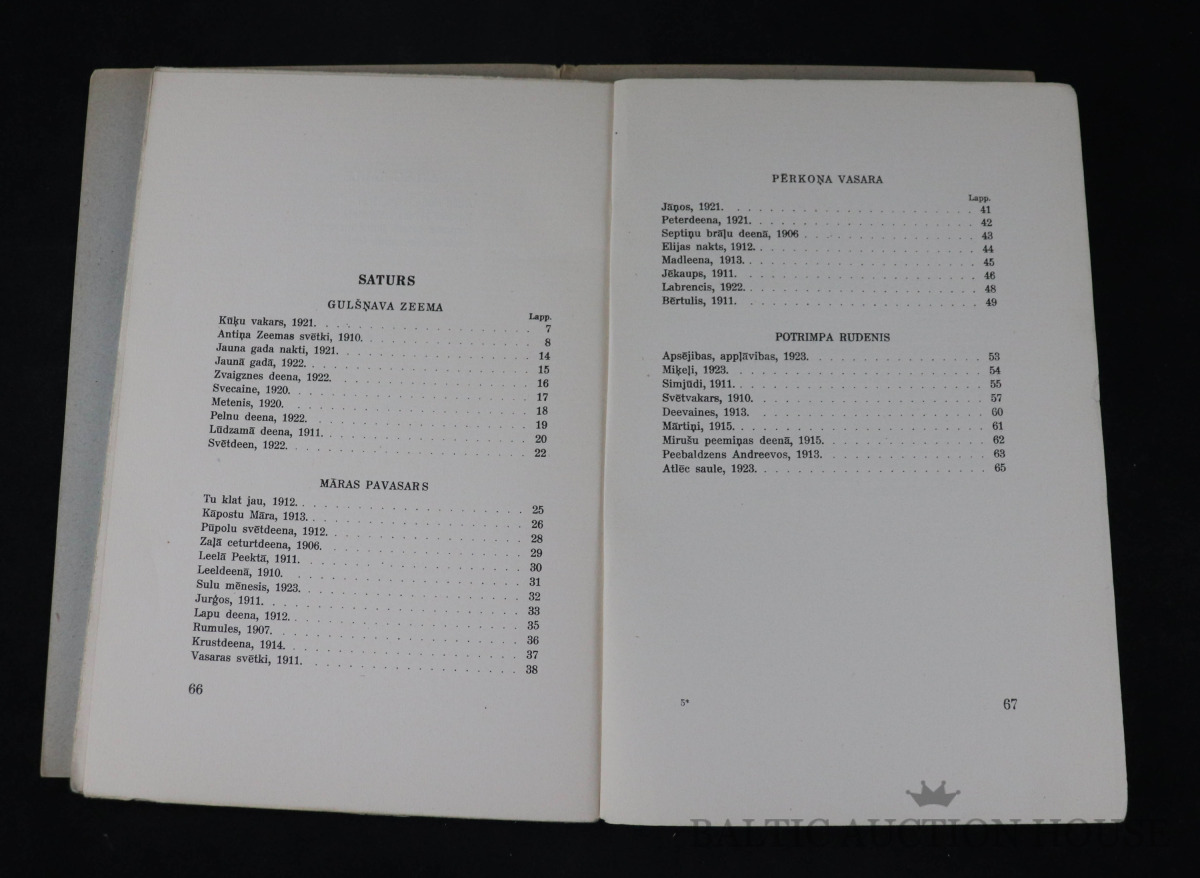 SATURS
GULŠŅAVA ZEEMA
Lapp.
Kūķu vakars, 1921. 7
Antiņa Zeemas svētki, 1910. 8
Jauna gada nakti, 1921. 14
Jaunā gadā, 1922. 15
Zvaigznes deena, 1922. 16
Svecaine, 1920. 17
Metenis, 1920. 18
Pelnu deena, 1922. 19
Lūdzamā deena, 1911. 20
Svētdeen, 1922. 22
MĀRAS PAVASARS
Tu klat jau, 1912. 25
Kāpostu Māra, 1913. 26
Pūpolu svētdeena, 1912. 28
Zaļā ceturtdeena, 1906. 29
Leelā Peektā, 1911. 30
Leeldeenā, 1910. 31
Sulu mēnesis, 1923. 32
Jurģos, 1911. 33
Lapu deena, 1912. 35
Rumules, 1907. 36
Krustdeena, 1914. 37
Vasaras svētki, 1911. 38
66
PĒRKOŅA VASARA
Lapp.
Jāņos, 1921. 41
Peterdeena, 1921. 42
Septiņu brāļu deenā, 1906 43
Elijas nakts, 1912. 44
Madleena, 1913. 45
Jēkaups, 1911. 46
Labrencis, 1922. 48
Bērtulis, 1911. 49
POTRIMPA RUDENIS
Apsējibas, appļāvibas, 1923. 53
Miķeļi, 1923. 54
Simjūdi, 1911. 55
Svētvakars, 1910. 57
Deevaines, 1913. 60
Mārtiņi, 1915. 61
Mirušu peemiņas deenā, 1915. 62
Peebaldzens Andreevos, 1913. 63
Atlēc saule, 1923. 65
5*
67
BALTIC AUCTION HOUSE